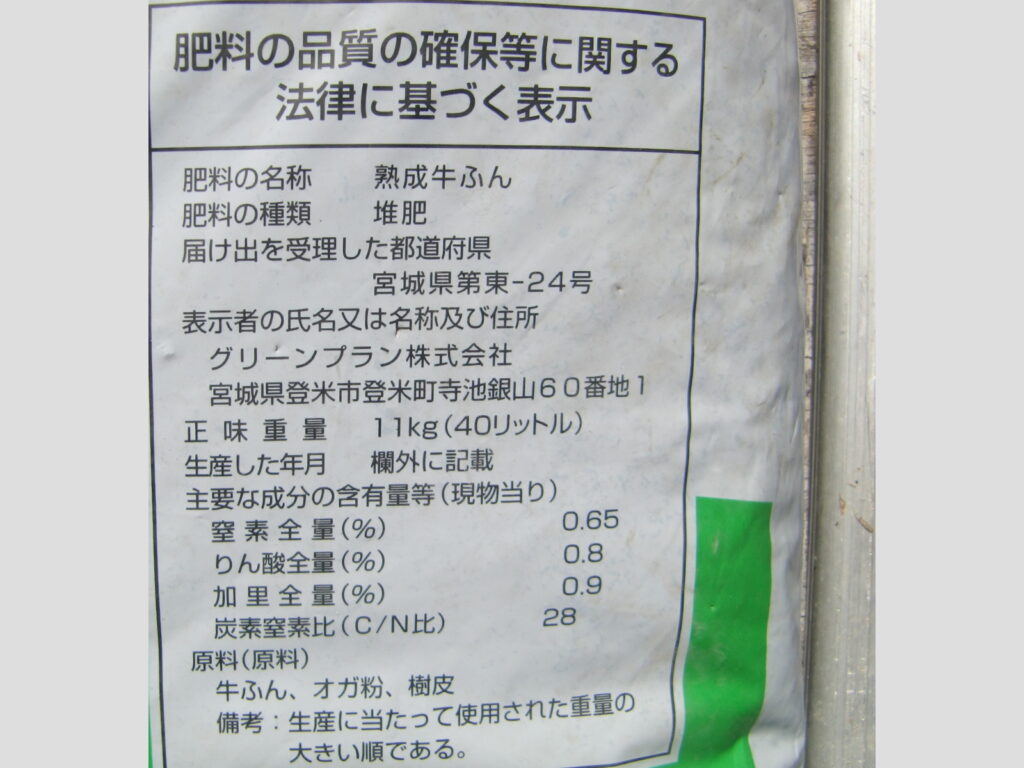 肥料の品質の確保等に関する
法律に基づく表示
肥料の名称 熟成牛ふん
肥料の種類 堆肥
届け出を受理した都道府県
宮城県第東-24号
表示者の氏名又は名称及び住所
グリーンプラン株式会社
宮城県登米市登米町寺池銀山60番地1
正味重量 11kg(40リットル)
生産した年月 欄外に記載
主要な成分の含有量等(現物当り)
窒素全量(%) 0.65
りん酸全量(%) 0.8
加里全量(%) 0.9
炭素窒素比(C/N比) 28
原料(原料)
牛ふん、オガ粉、樹皮
備考:生産に当たって使用された重量の
大きい順である。